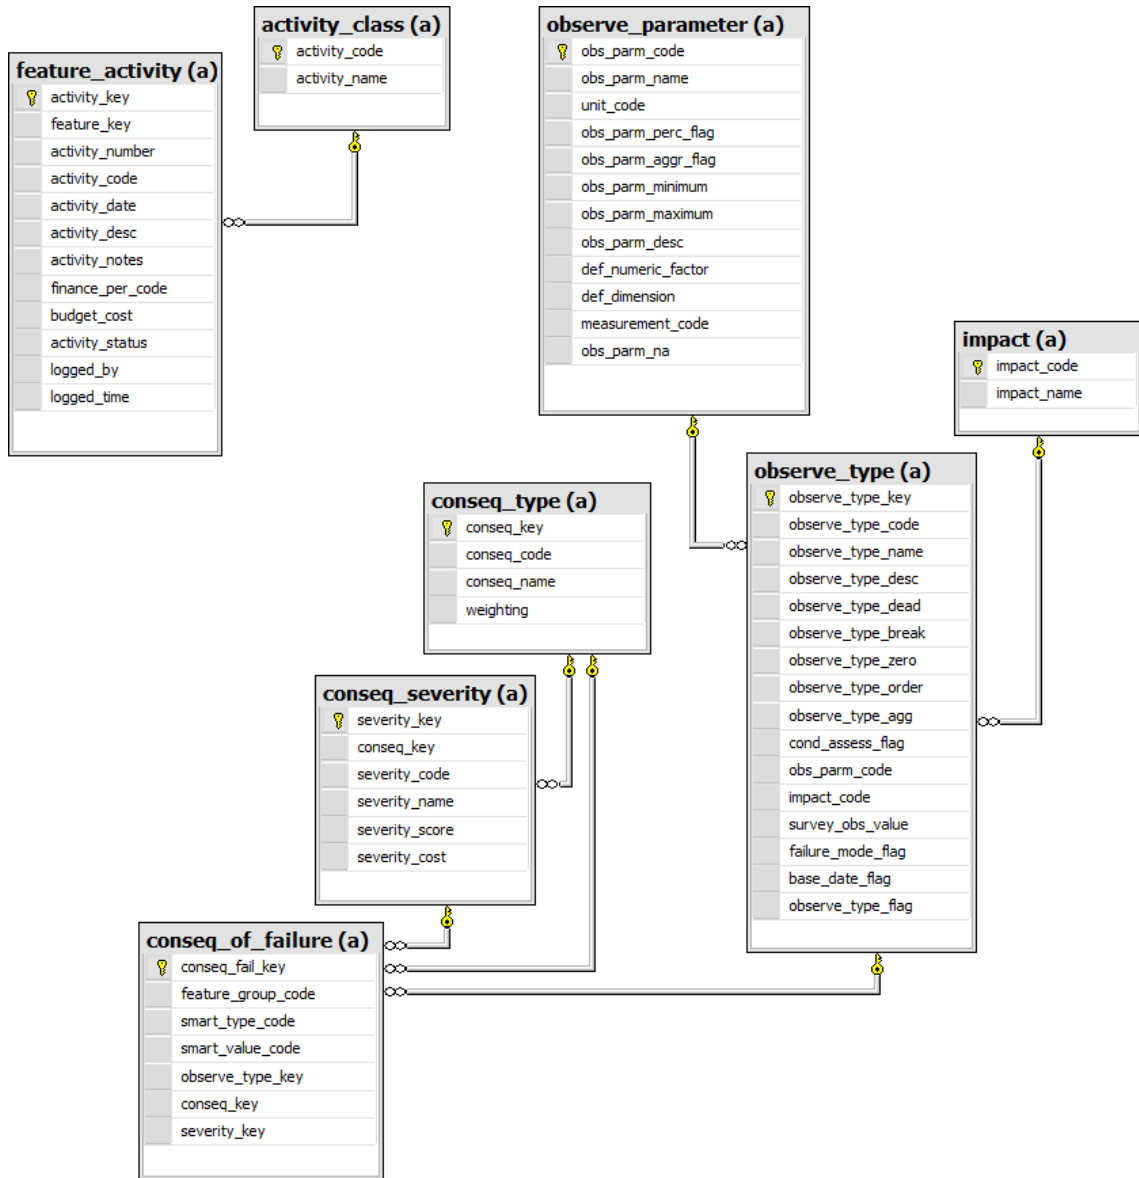 feature_activity (a)
activity_key
feature_key
activity_number
activity_code
activity_date
activity_desc
activity_notes
finance_per_code
budget_cost
activity_status
logged_by
logged_time
activity_class (a)
activity_code
activity_name
observe_parameter (a)
obs_parm_code
obs_parm_name
unit_code
obs_parm_perc_flag
obs_parm_aggr_flag
obs_parm_minimum
obs_parm_maximum
obs_parm_desc
def_numeric_factor
def_dimension
measurement_code
obs_parm_na
impact (a)
impact_code
impact_name
observe_type (a)
observe_type_key
observe_type_code
observe_type_name
observe_type_desc
observe_type_dead
observe_type_break
observe_type_zero
observe_type_order
observe_type_agg
cond_assess_flag
obs_parm_code
impact_code
survey_obs_value
failure_mode_flag
base_date_flag
observe_type_flag
conseq_type (a)
conseq_key
conseq_code
conseq_name
weighting
conseq_severity (a)
severity_key
conseq_key
severity_code
severity_name
severity_score
severity_cost
conseq_of_failure (a)
conseq_fail_key
feature_group_code
smart_type_code
smart_value_code
observe_type_key
conseq_key
severity_key